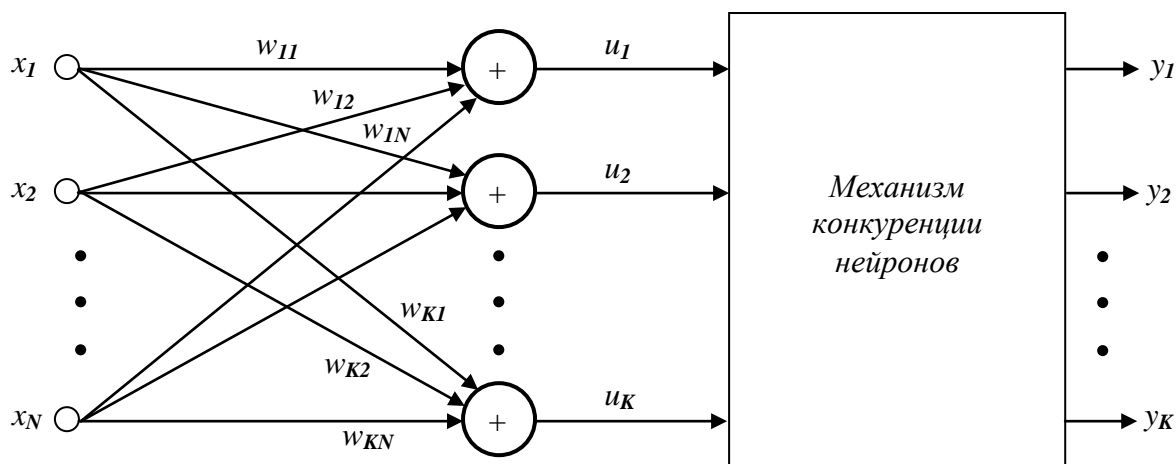 w11
u1
x1
+
y1
w12
w1N
x2
+
u2
y2
Механизм
конкуренции
нейронов
wK1
wK2
xN
+
uK
yK
wKN